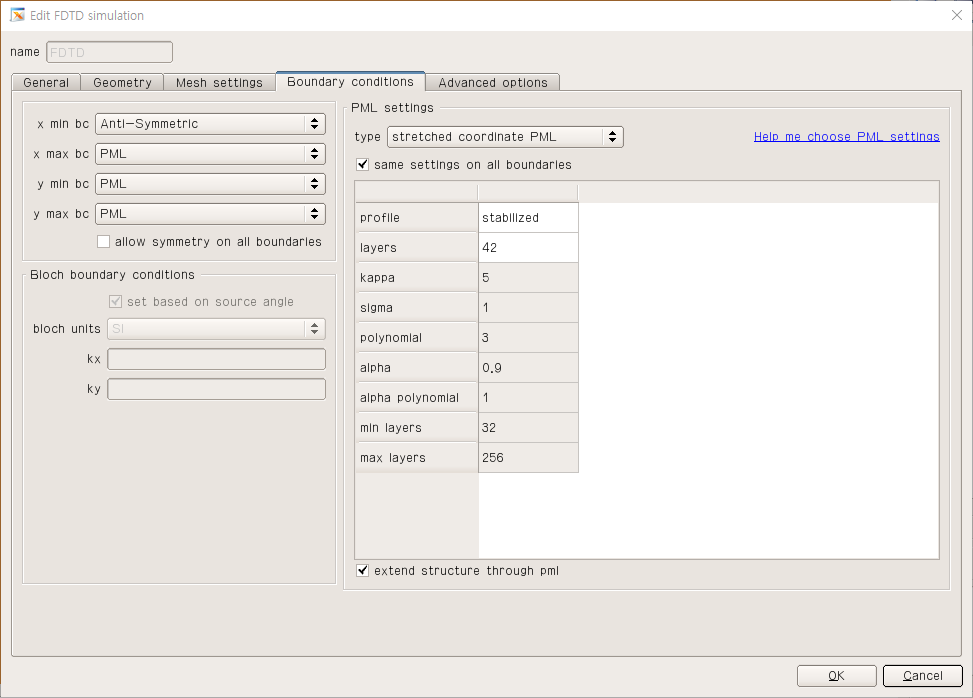 Edit FDTD simulation
name FDTD
General Geometry Mesh settings Boundary conditions Advanced options
x min bc Anti-Symmetric
x max bc PML
y min bc PML
y max bc PML
allow symmetry on all boundaries
Bloch boundary conditions
set based on source angle
bloch units SI
kx
ky
PML settings
type stretched coordinate PML Help me choose PML settings
same settings on all boundaries
profile stabilized
layers 42
kappa 5
sigma 1
polynomial 3
alpha 0.9
alpha polynomial 1
min layers 32
max layers 256
extend structure through pml
OK Cancel